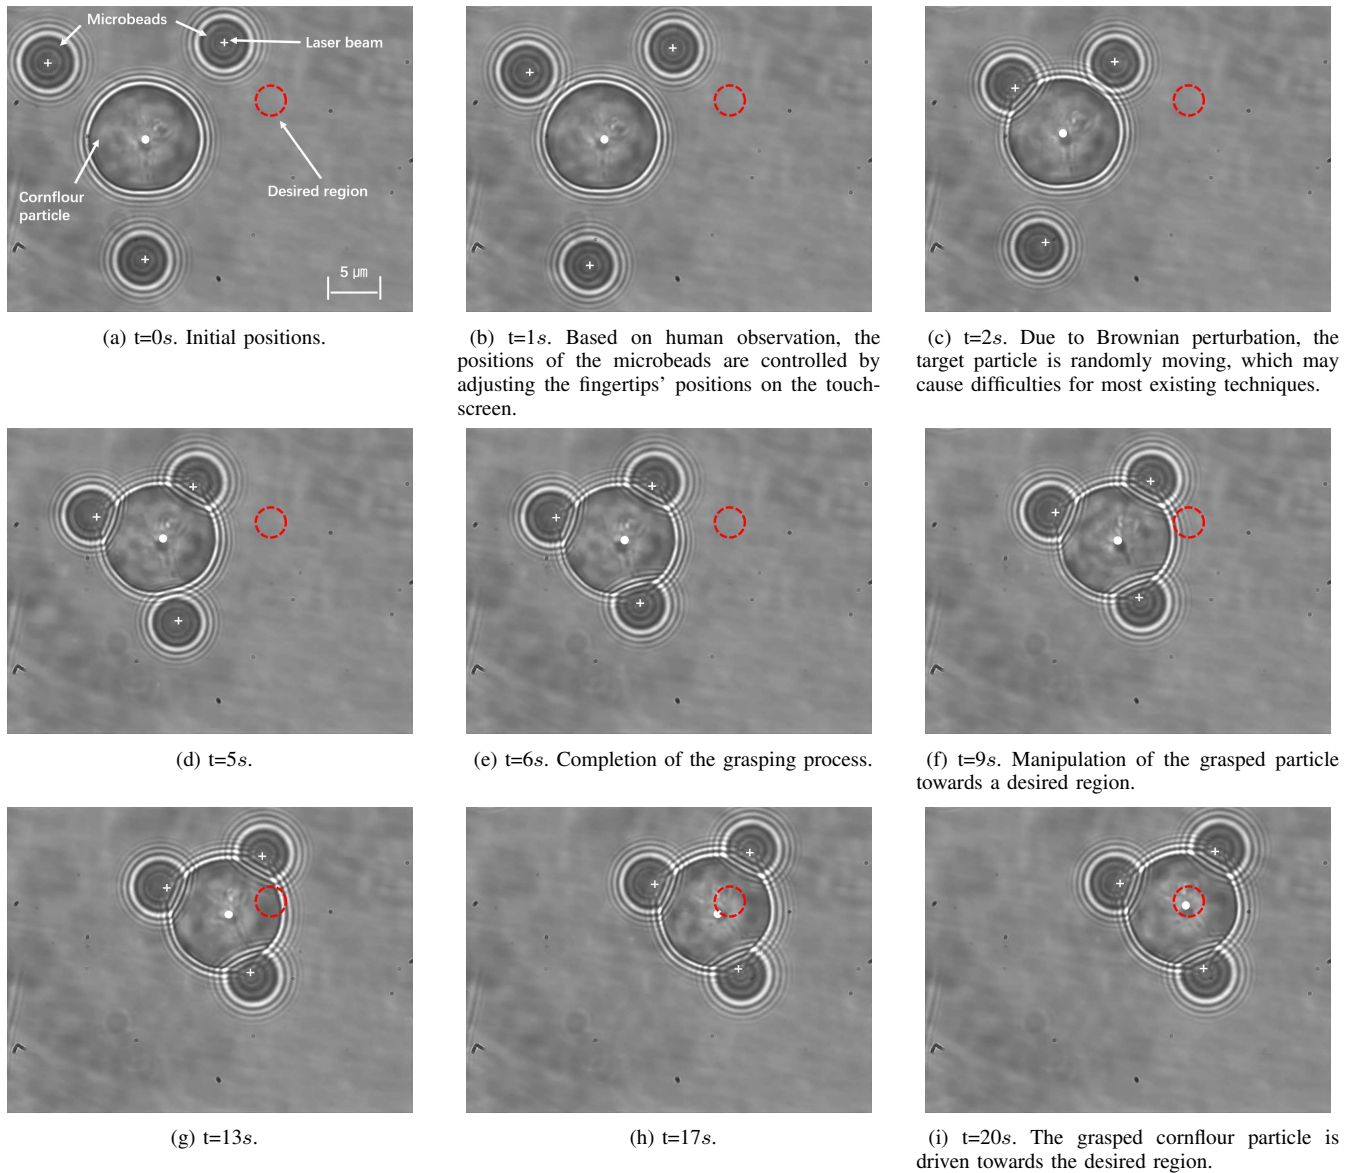 Microbeads
Laser beam
Cornflour
particle
Desired region
5 μm
(a) t=0s. Initial positions.
(b) t=1s. Based on human observation, the
positions of the microbeads are controlled by
adjusting the fingertips’ positions on the touch-
screen.
(c) t=2s. Due to Brownian perturbation, the
target particle is randomly moving, which may
cause difficulties for most existing techniques.
(d) t=5s.
(e) t=6s. Completion of the grasping process.
(f) t=9s. Manipulation of the grasped particle
towards a desired region.
(g) t=13s.
(h) t=17s.
(i) t=20s. The grasped cornflour particle is
driven towards the desired region.